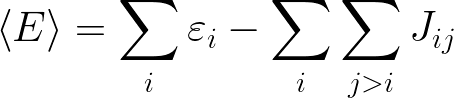 ⟨E⟩ = ∑_i ε_i − ∑_i ∑_{j>i} J_{ij}